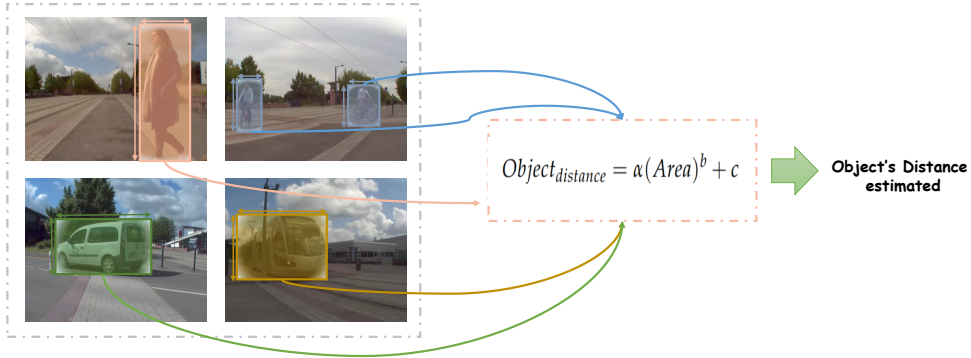 Object_distance = α(Area)^b + c
Object's Distance
estimated